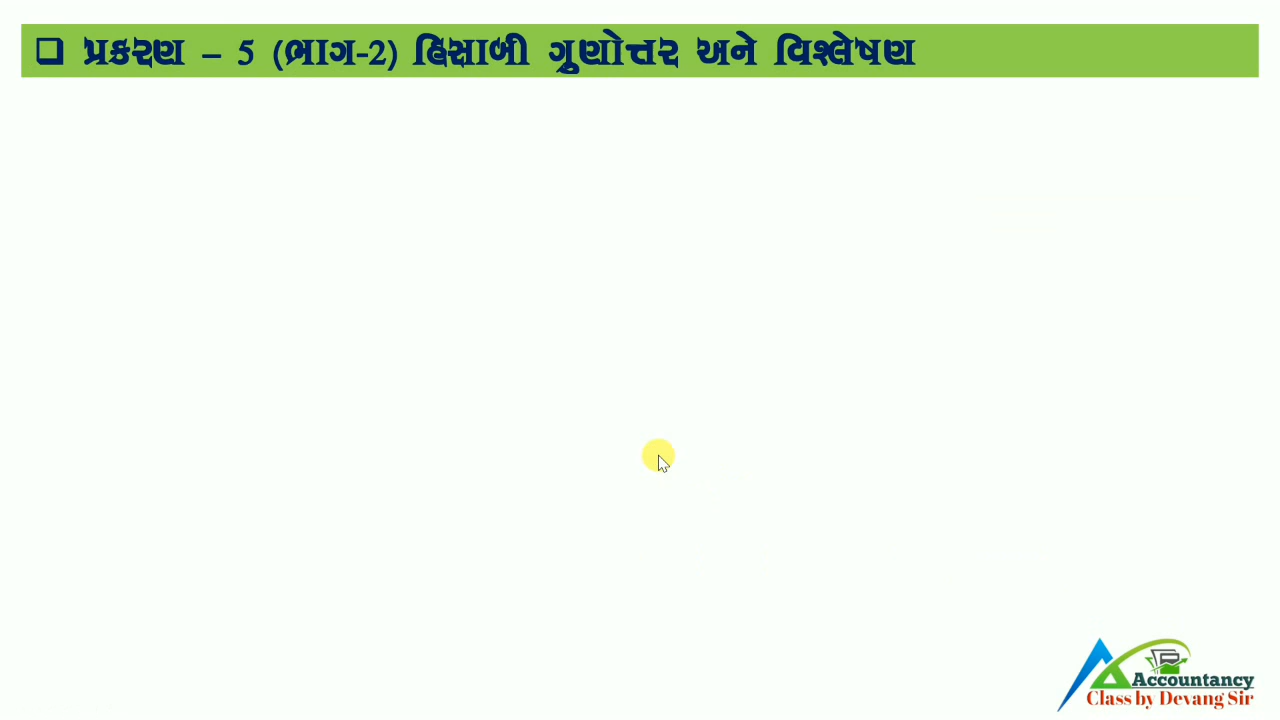 ❑ પ્રકરણ – 5 (ભાગ-2) હિસાબી ગુણોત્તર અને વિશ્લેષણ
Accountancy
Class by Devang Sir